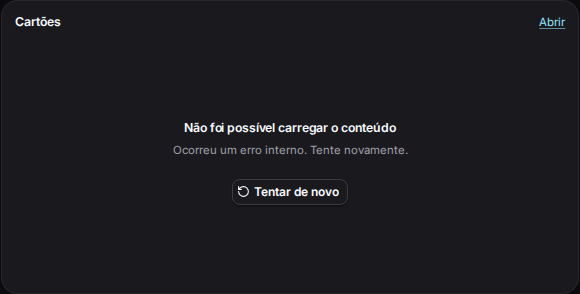 Cartões
Abrir
Não foi possível carregar o conteúdo
Ocorreu um erro interno. Tente novamente.
Tentar de novo